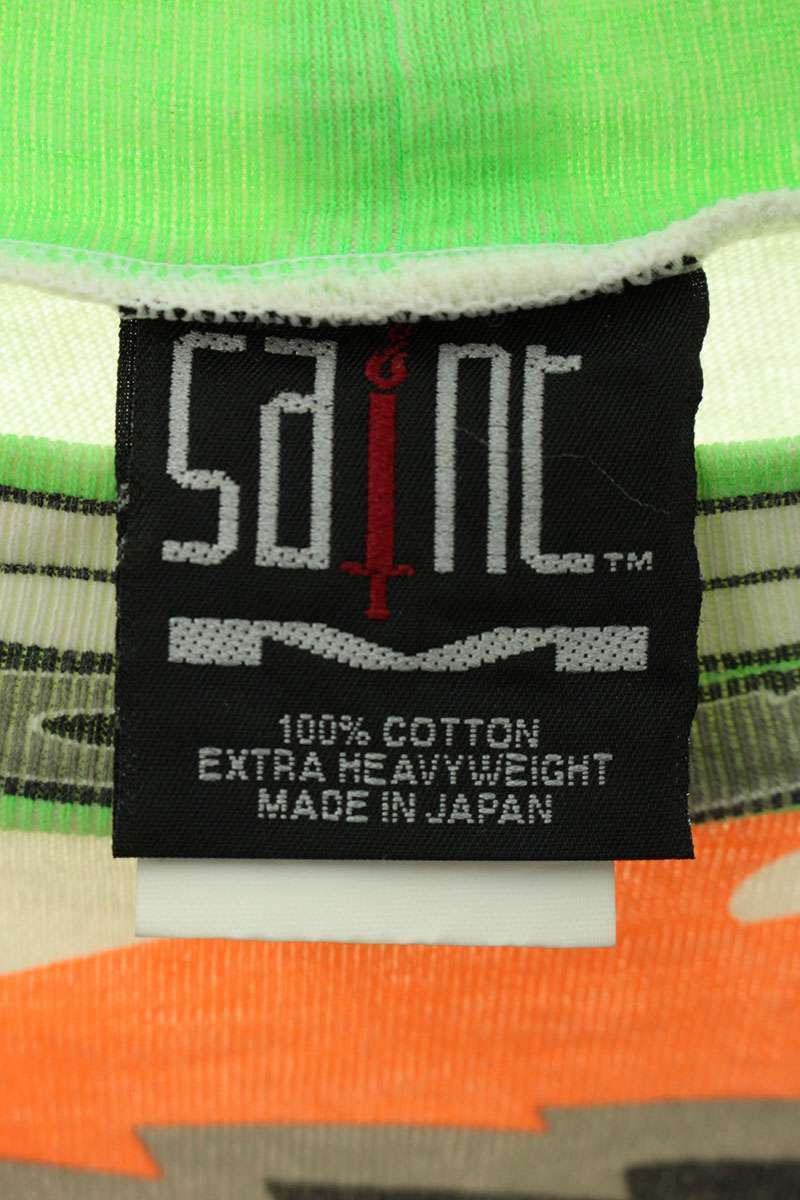 saint™
M
100% COTTON
EXTRA HEAVYWEIGHT
MADE IN JAPAN